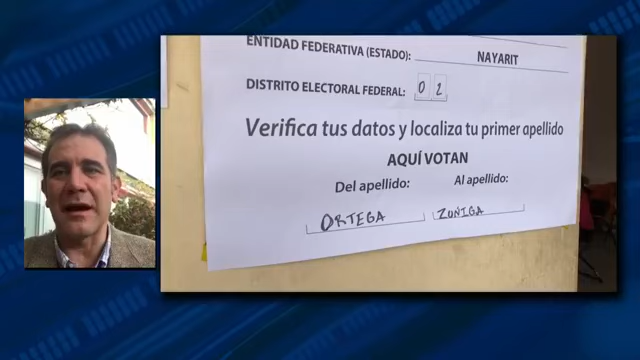 ENTIDAD FEDERATIVA (ESTADO): NAYARIT
DISTRITO ELECTORAL FEDERAL: 02
Verifica tus datos y localiza tu primer apellido
AQUÍ VOTAN
Del apellido: Al apellido:
ORTEGA ZUNIGA